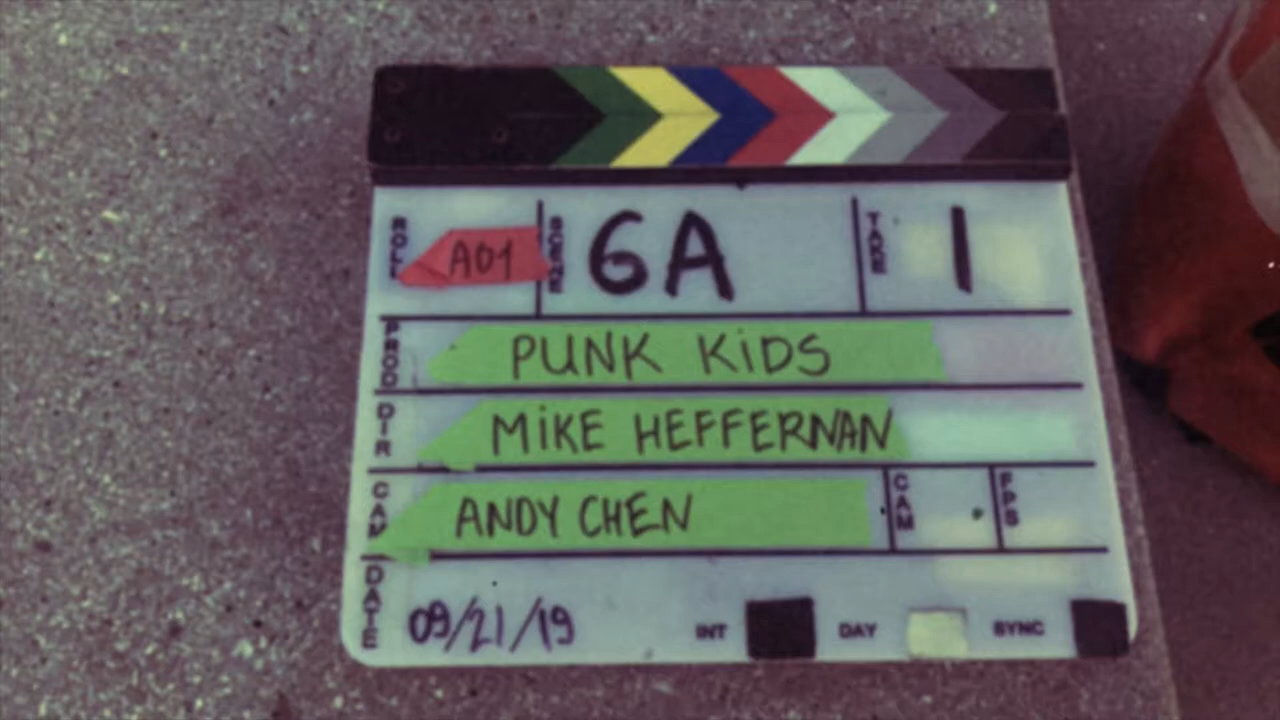 ROLL A01 SCENE 6A TAKE 1
PROD PUNK KiDS
DIR MiKE HEFFERNAN
CAM ANDY CHEN CAM FPS
DATE 09/21/19 INT DAY SYNC